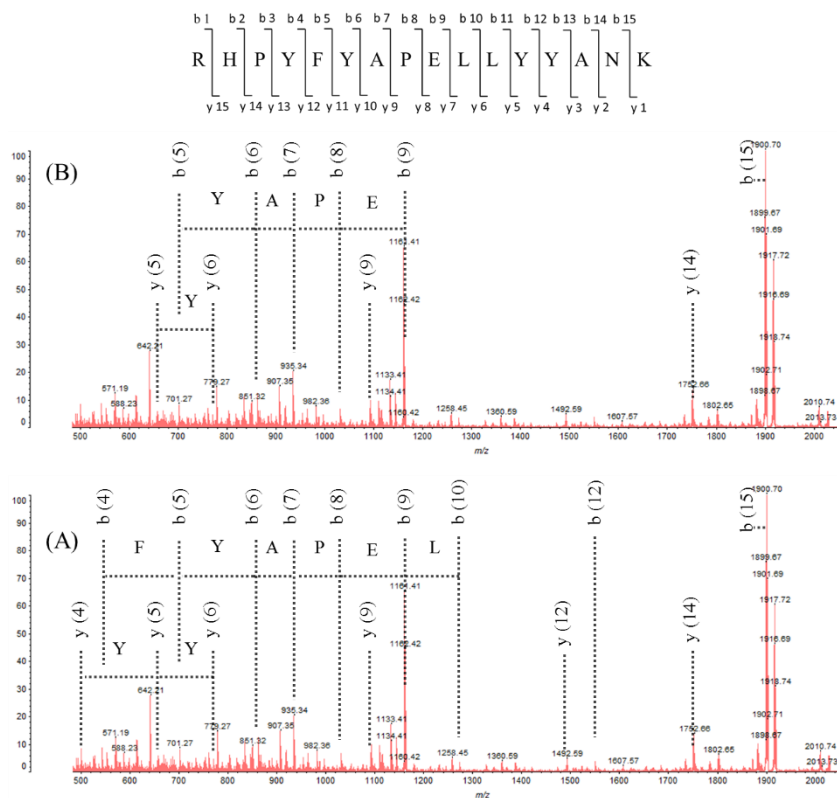 b 1 b 2 b 3 b 4 b 5 b 6 b 7 b 8 b 9 b 10 b 11 b 12 b 13 b 14 b 15
R H P Y F Y A P E L L Y Y A N K
y 15 y 14 y 13 y 12 y 11 y 10 y 9 y 8 y 7 y 6 y 5 y 4 y 3 y 2 y 1
(B)
b (5) b (6) b (7) b (8) b (9) b (15)
Y A P E
y (5) y (6) y (9) y (14)
Y
100
90
80
70
60
50
40
30
20
10
0
571.19 588.23 642.21 701.27 779.27 851.32 907.35 935.34 982.36 1133.41 1134.41 1161.41 1162.42 1160.42 1258.45 1360.59 1492.59 1607.57 1752.66 1802.65 1900.70 1899.67 1901.69 1917.72 1916.69 1918.74 1902.71 1898.67 2010.74 2013.73
500 600 700 800 900 1000 1100 1200 1300 1400 1500 1600 1700 1800 1900 2000
m/z
(A)
b (4) b (5) b (6) b (7) b (8) b (9) b (10) b (12) b (15)
F Y A P E L
y (4) y (5) y (6) y (9) y (12) y (14)
Y Y
100
90
80
70
60
50
40
30
20
10
0
571.19 588.23 642.21 701.27 779.27 851.32 907.35 935.34 982.36 1133.41 1134.41 1161.41 1162.42 1160.42 1258.45 1360.59 1492.59 1607.57 1752.66 1802.65 1900.70 1899.67 1901.69 1917.72 1916.69 1918.74 1902.71 1898.67 2010.74 2013.73
500 600 700 800 900 1000 1100 1200 1300 1400 1500 1600 1700 1800 1900 2000
m/z